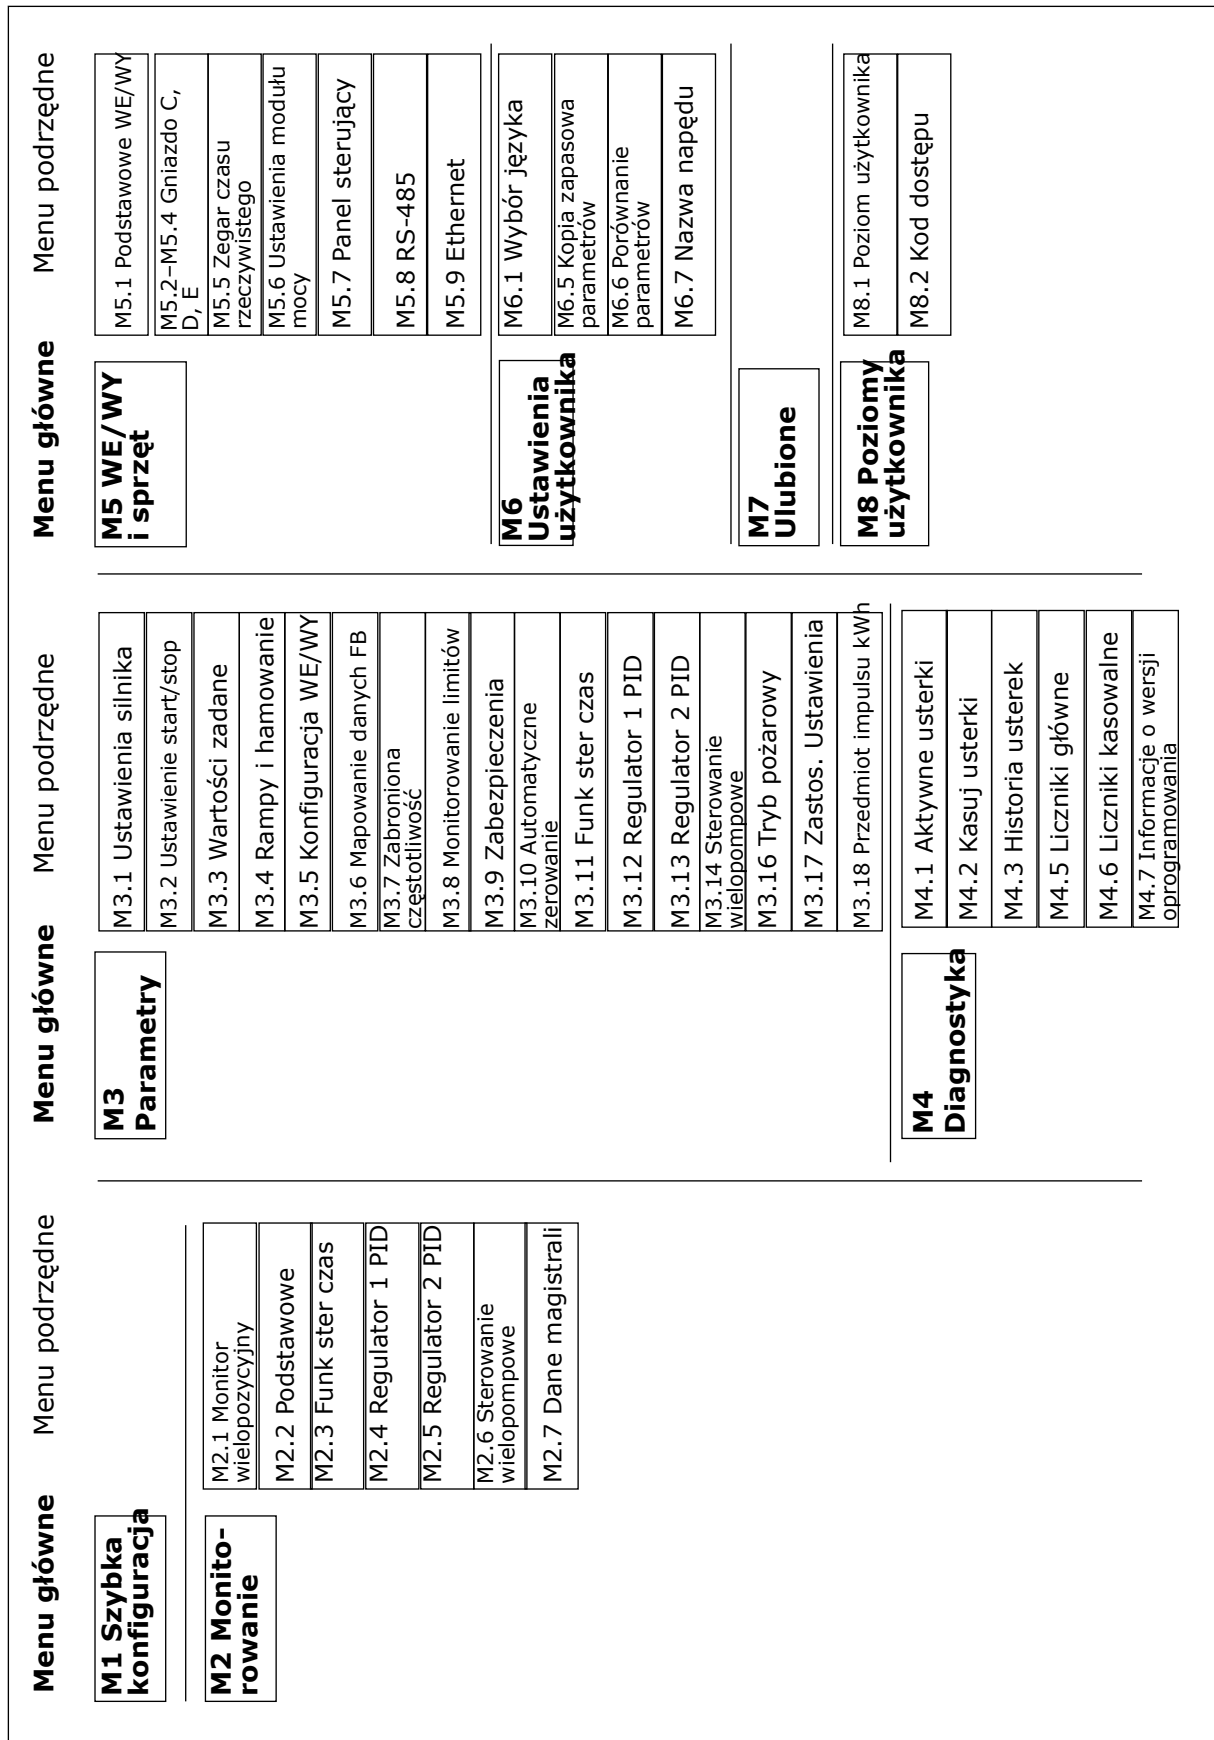 Menu główne
Menu podrzędne
M1 Szybka
konfiguracja
M2 Monito-
rowanie
M2.1 Monitor
wielopozycyjny
M2.2 Podstawowe
M2.3 Funk ster czas
M2.4 Regulator 1 PID
M2.5 Regulator 2 PID
M2.6 Sterowanie
wielopompowe
M2.7 Dane magistrali
Menu główne
Menu podrzędne
M3
Parametry
M3.1 Ustawienia silnika
M3.2 Ustawienie start/stop
M3.3 Wartości zadane
M3.4 Rampy i hamowanie
M3.5 Konfiguracja WE/WY
M3.6 Mapowanie danych FB
M3.7 Zabroniona
częstotliwość
M3.8 Monitorowanie limitów
M3.9 Zabezpieczenia
M3.10 Automatyczne
zerowanie
M3.11 Funk ster czas
M3.12 Regulator 1 PID
M3.13 Regulator 2 PID
M3.14 Sterowanie
wielopompowe
M3.16 Tryb pożarowy
M3.17 Zastos. Ustawienia
M3.18 Przedmiot impulsu kWh
M4
Diagnostyka
M4.1 Aktywne usterki
M4.2 Kasuj usterki
M4.3 Historia usterek
M4.5 Liczniki główne
M4.6 Liczniki kasowalne
M4.7 Informacje o wersji
oprogramowania
Menu główne
Menu podrzędne
M5 WE/WY
i sprzęt
M5.1 Podstawowe WE/WY
M5.2–M5.4 Gniazdo C,
D, E
M5.5 Zegar czasu
rzeczywistego
M5.6 Ustawienia modułu
mocy
M5.7 Panel sterujący
M5.8 RS-485
M5.9 Ethernet
M6
Ustawienia
użytkownika
M6.1 Wybór języka
M6.5 Kopia zapasowa
parametrów
M6.6 Porównanie
parametrów
M6.7 Nazwa napędu
M7
Ulubione
M8 Poziomy
użytkownika
M8.1 Poziom użytkownika
M8.2 Kod dostępu